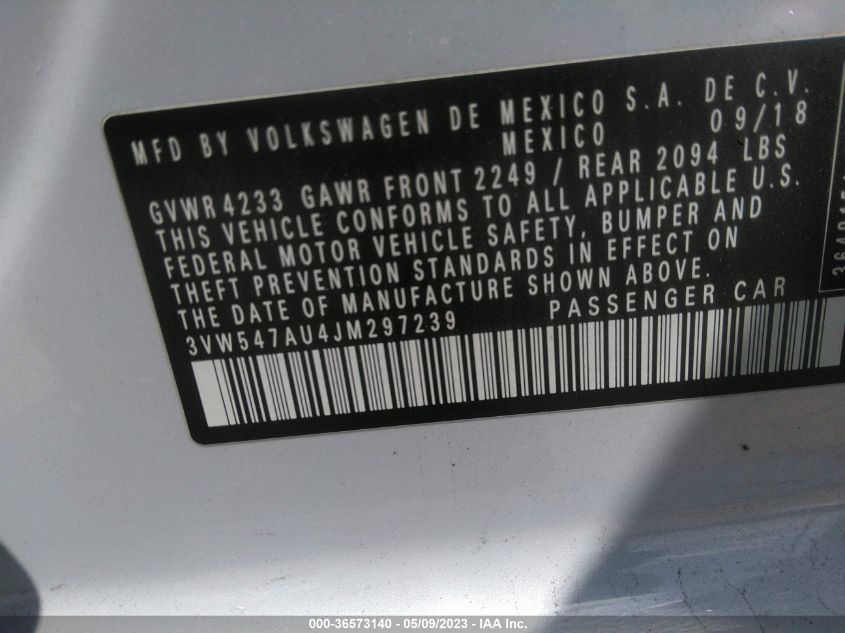 MFD BY VOLKSWAGEN DE MEXICO S.A. DE C.V.
MEXICO 09/18
GVWR 4233 GAWR FRONT 2249 / REAR 2094 LBS
THIS VEHICLE CONFORMS TO ALL APPLICABLE U.S.
FEDERAL MOTOR VEHICLE SAFETY, BUMPER AND
THEFT PREVENTION STANDARDS IN EFFECT ON
THE DATE OF MANUFACTURE SHOWN ABOVE.
3VW547AU4JM297239 PASSENGER CAR
000-36573140 - 05/09/2023 - IAA Inc.